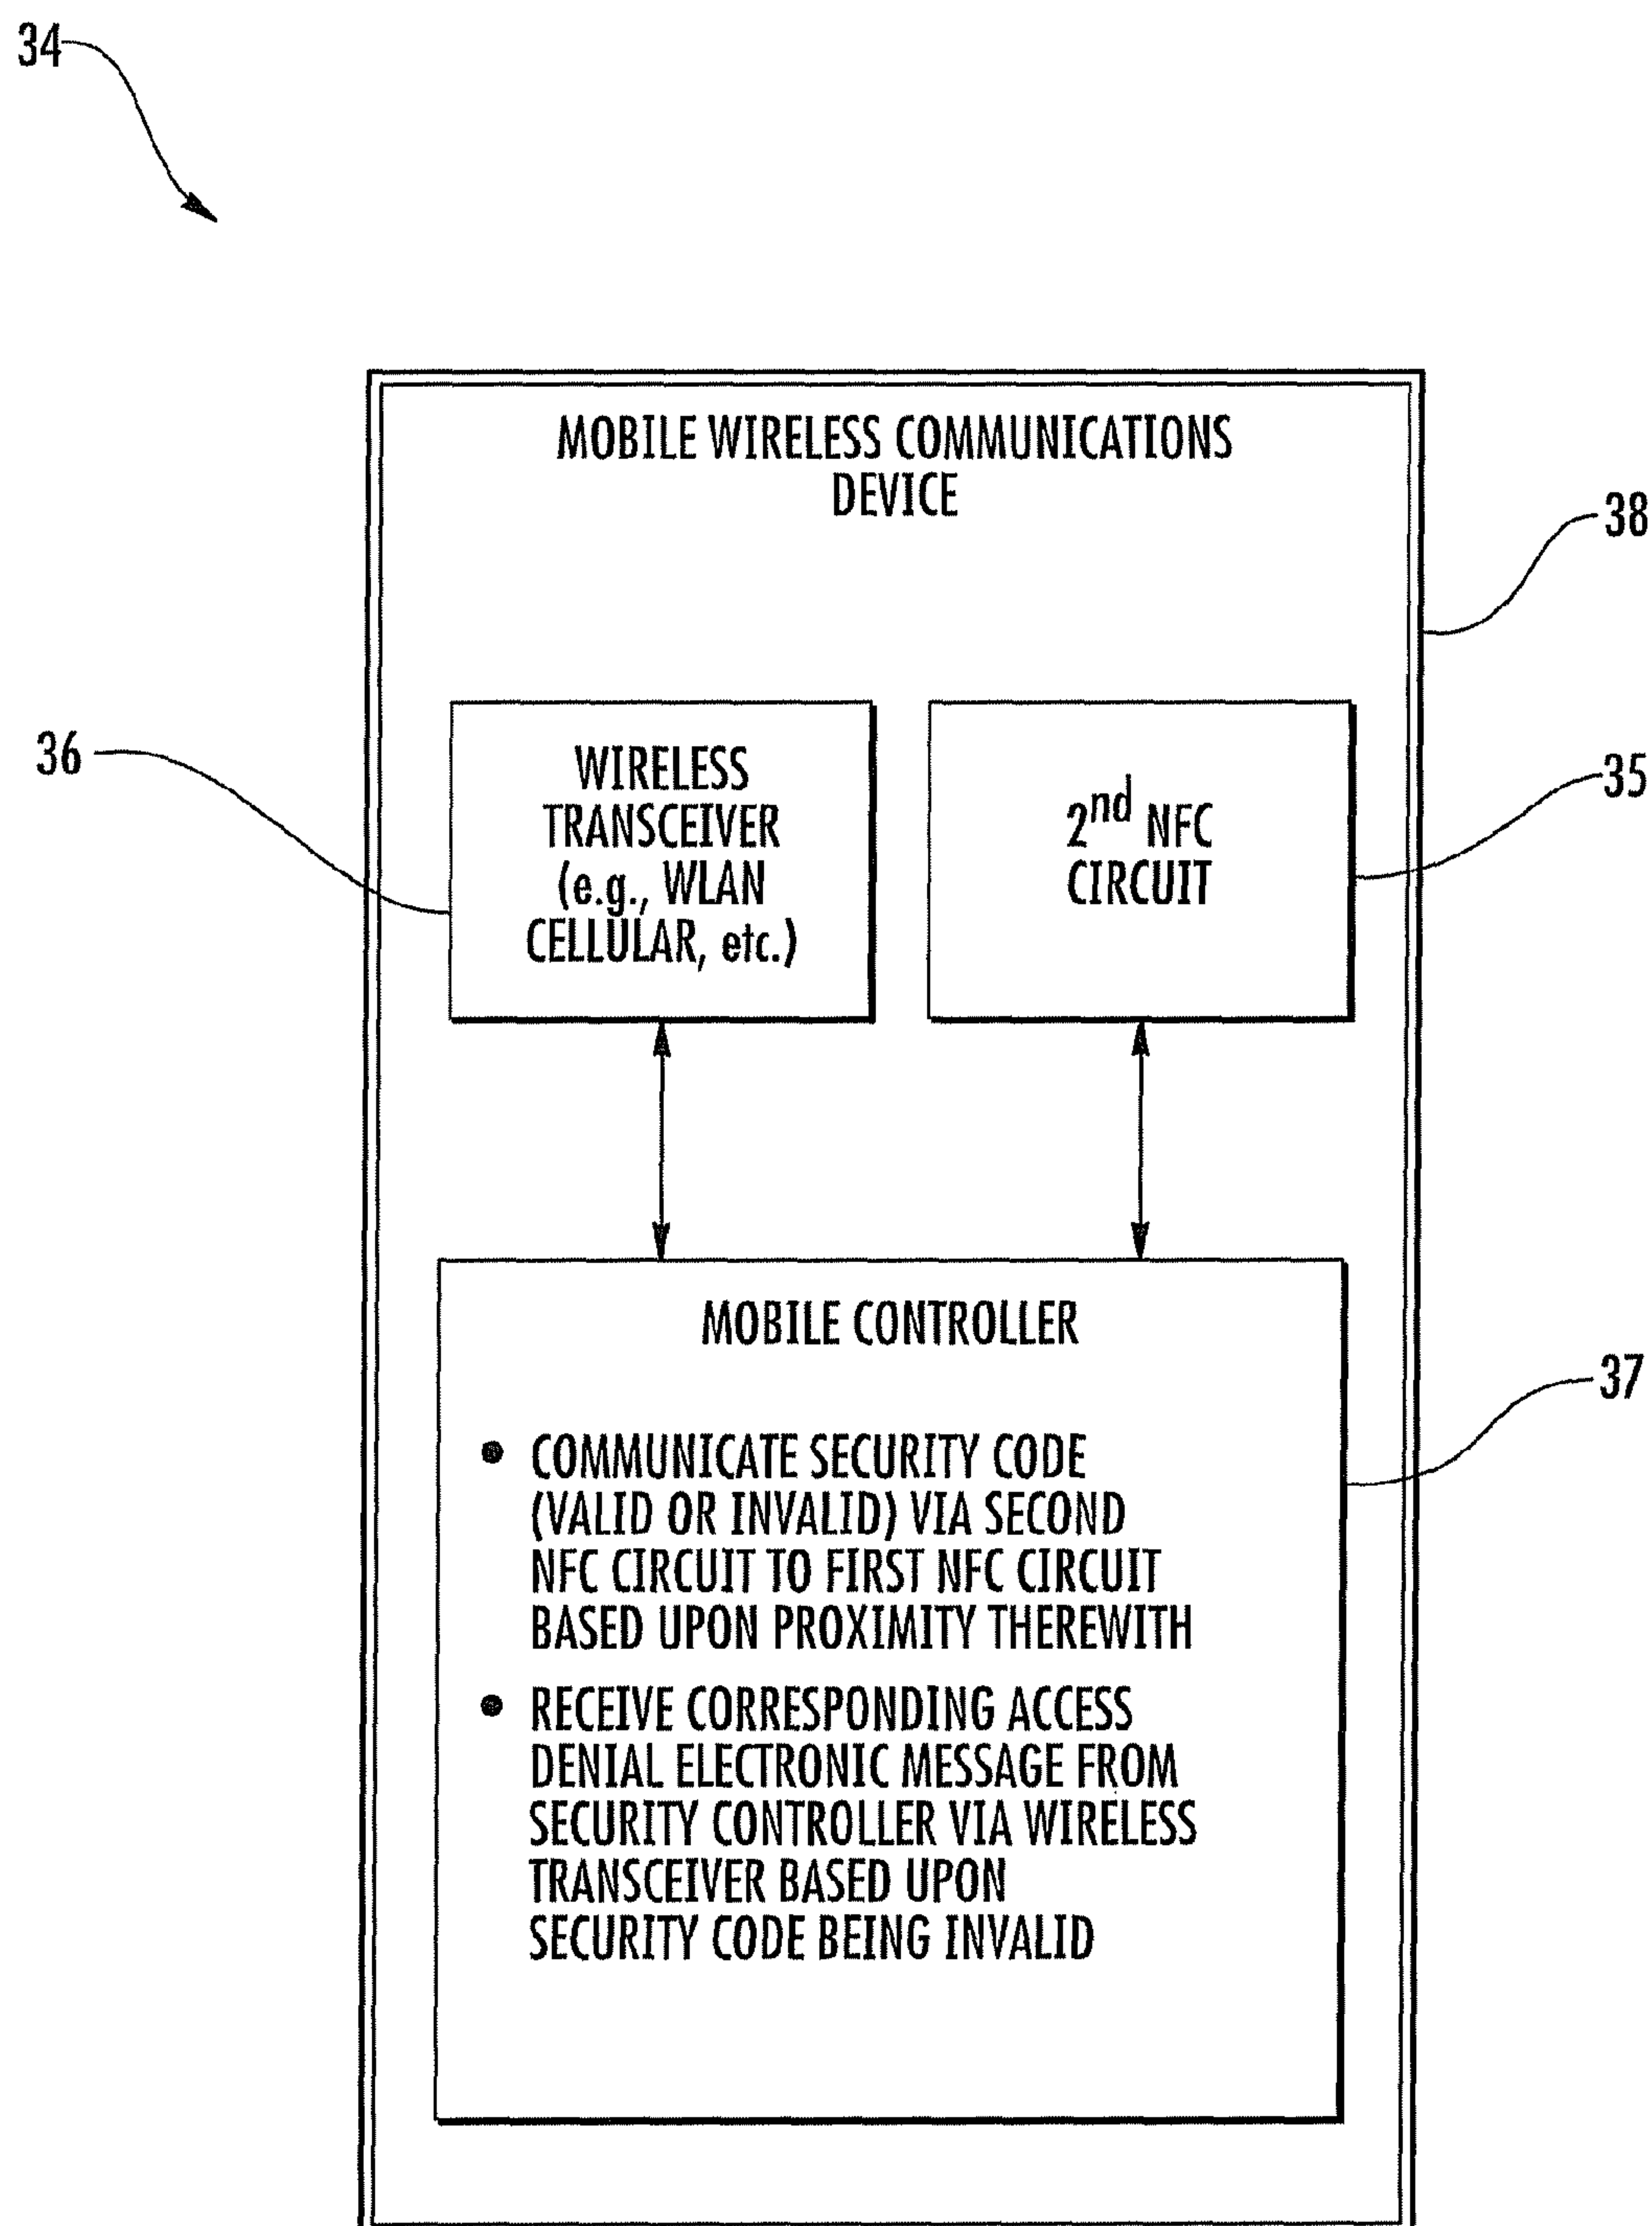 34
MOBILE WIRELESS COMMUNICATIONS
DEVICE
38
36
WIRELESS
TRANSCEIVER
(e.g., WLAN
CELLULAR, etc.)
2nd NFC
CIRCUIT
35
MOBILE CONTROLLER
37
• COMMUNICATE SECURITY CODE
(VALID OR INVALID) VIA SECOND
NFC CIRCUIT TO FIRST NFC CIRCUIT
BASED UPON PROXIMITY THEREWITH
• RECEIVE CORRESPONDING ACCESS
DENIAL ELECTRONIC MESSAGE FROM
SECURITY CONTROLLER VIA WIRELESS
TRANSCEIVER BASED UPON
SECURITY CODE BEING INVALID